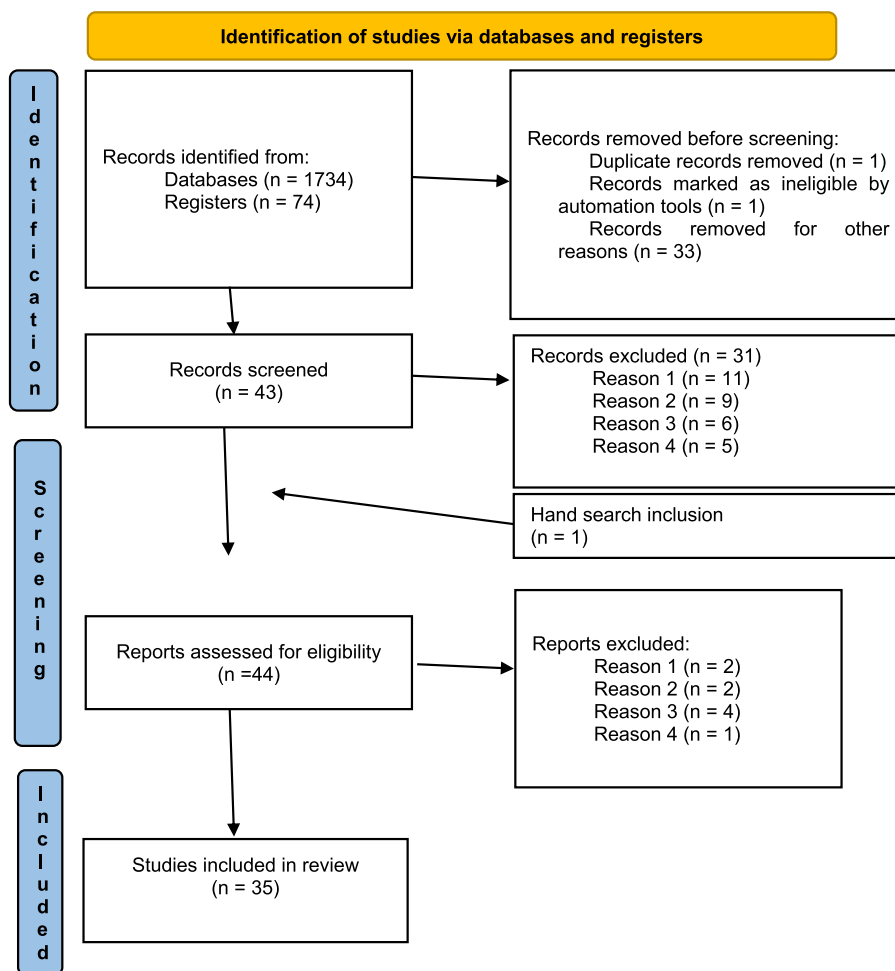 Identification of studies via databases and registers
Identification
Records identified from:
Databases (n = 1734)
Registers (n = 74)
Records removed before screening:
Duplicate records removed (n = 1)
Records marked as ineligible by
automation tools (n = 1)
Records removed for other
reasons (n = 33)
Records screened
(n = 43)
Records excluded (n = 31)
Reason 1 (n = 11)
Reason 2 (n = 9)
Reason 3 (n = 6)
Reason 4 (n = 5)
Screening
Hand search inclusion
(n = 1)
Reports assessed for eligibility
(n =44)
Reports excluded:
Reason 1 (n = 2)
Reason 2 (n = 2)
Reason 3 (n = 4)
Reason 4 (n = 1)
Included
Studies included in review
(n = 35)